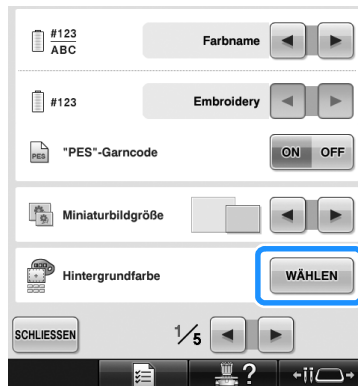 #123
ABC
Farbname
#123
Embroidery
PES
"PES"-Garncode
ON OFF
Miniaturbildgröße
Hintergrundfarbe
WÄHLEN
SCHLIESSEN
1/5
?